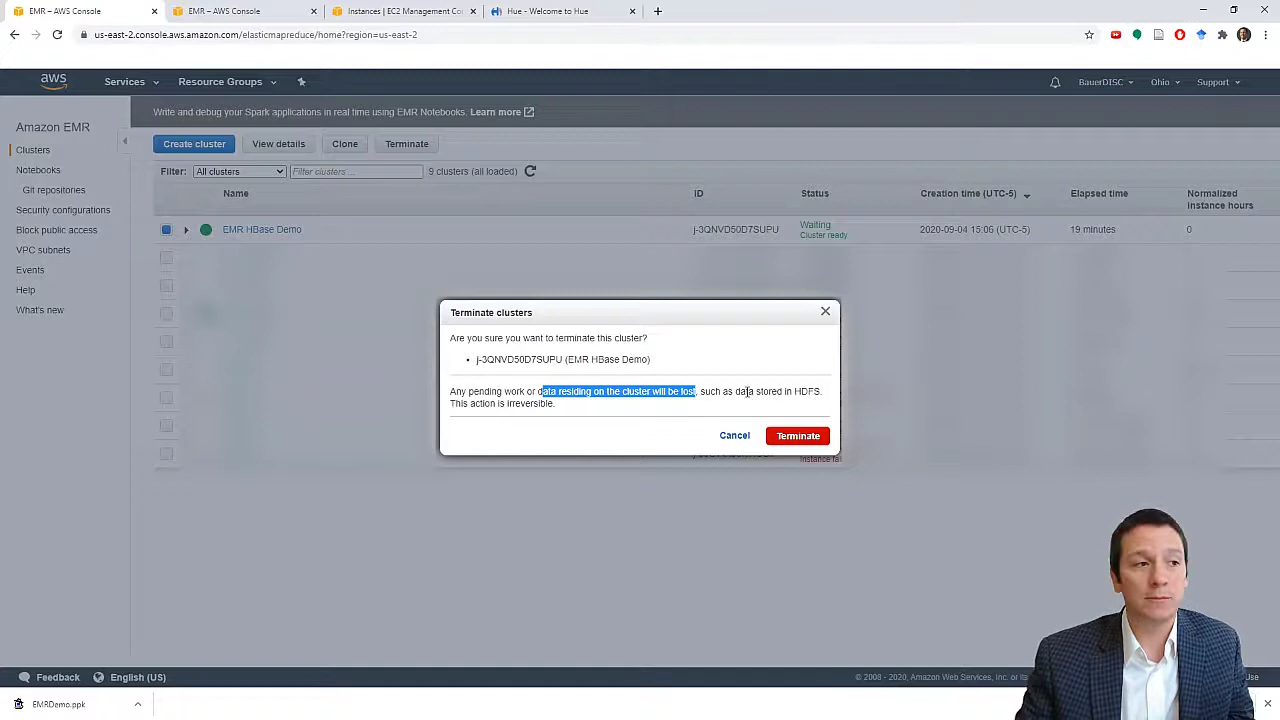 EMR – AWS Console
EMR – AWS Console
Instances | EC2 Management Co
Hue - Welcome to Hue
us-east-2.console.aws.amazon.com/elasticmapreduce/home?region=us-east-2
aws
Services
Resource Groups
BauerDISC
Ohio
Support
Amazon EMR
Clusters
Notebooks
Git repositories
Security configurations
Block public access
VPC subnets
Events
Help
What's new
Write and debug your Spark applications in real time using EMR Notebooks. Learn more
Create cluster
View details
Clone
Terminate
Filter: All clusters Filter clusters ... 9 clusters (all loaded)
Name ID Status Creation time (UTC-5) Elapsed time Normalized instance hours
EMR HBase Demo j-3QNVD50D7SUPU Waiting 2020-09-04 15:06 (UTC-5) 19 minutes 0
Cluster ready
Terminate clusters
Are you sure you want to terminate this cluster?
• j-3QNVD50D7SUPU (EMR HBase Demo)
Any pending work or data residing on the cluster will be lost, such as data stored in HDFS.
This action is irreversible.
Cancel
Terminate
Feedback
English (US)
© 2008 - 2020, Amazon Web Services, Inc. or its
Use
EMRDemo.ppk